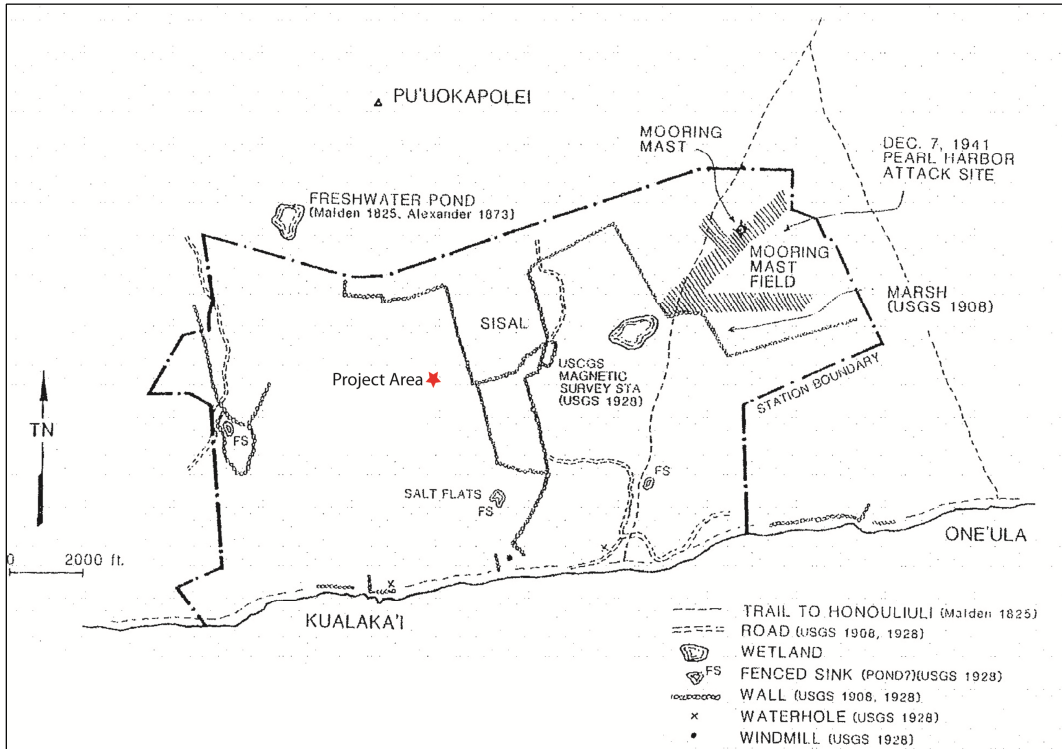 PU'UOKAPOLEI
MOORING
MAST
DEC. 7, 1941
PEARL HARBOR
ATTACK SITE
FRESHWATER POND
(Malden 1825, Alexander 1873)
MOORING
MAST
FIELD
MARSH
(USGS 1908)
SISAL
USCGS
MAGNETIC
SURVEY STA
(USGS 1928)
Project Area
STATION BOUNDARY
TN
FS
FS
SALT FLATS
FS
ONE'ULA
0 2000 ft.
KUALAKA'I
TRAIL TO HONOULIULI (Malden 1825)
ROAD (USGS 1908, 1928)
WETLAND
FS FENCED SINK (POND?)(USGS 1928)
WALL (USGS 1908, 1928)
x WATERHOLE (USGS 1928)
WINDMILL (USGS 1928)